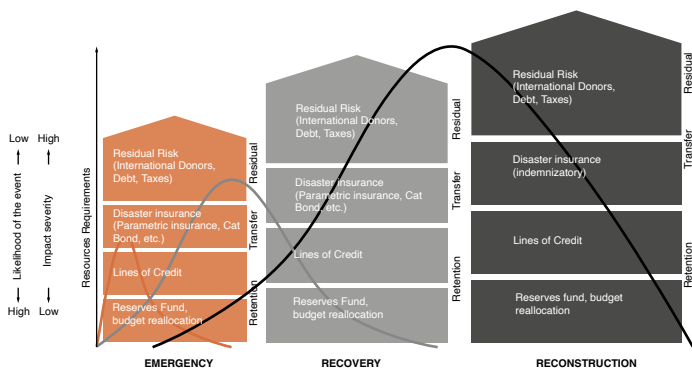 Low High
Likelihood of the event
Impact severity
High Low
Resources Requirements
Residual Risk
(International Donors,
Debt, Taxes)
Disaster insurance
(Parametric insurance, Cat
Bond, etc.)
Lines of Credit
Reserves Fund,
budget reallocation
Residual
Transfer
Retention
EMERGENCY
Residual Risk
(International Donors,
Debt, Taxes)
Disaster insurance
(Parametric insurance, Cat
Bond, etc.)
Lines of Credit
Reserves Fund,
budget reallocation
Residual
Transfer
Retention
RECOVERY
Residual Risk
(International Donors,
Debt, Taxes)
Disaster insurance
(indemnizatory)
Lines of Credit
Reserves fund, budget
reallocation
Residual
Transfer
Retention
RECONSTRUCTION